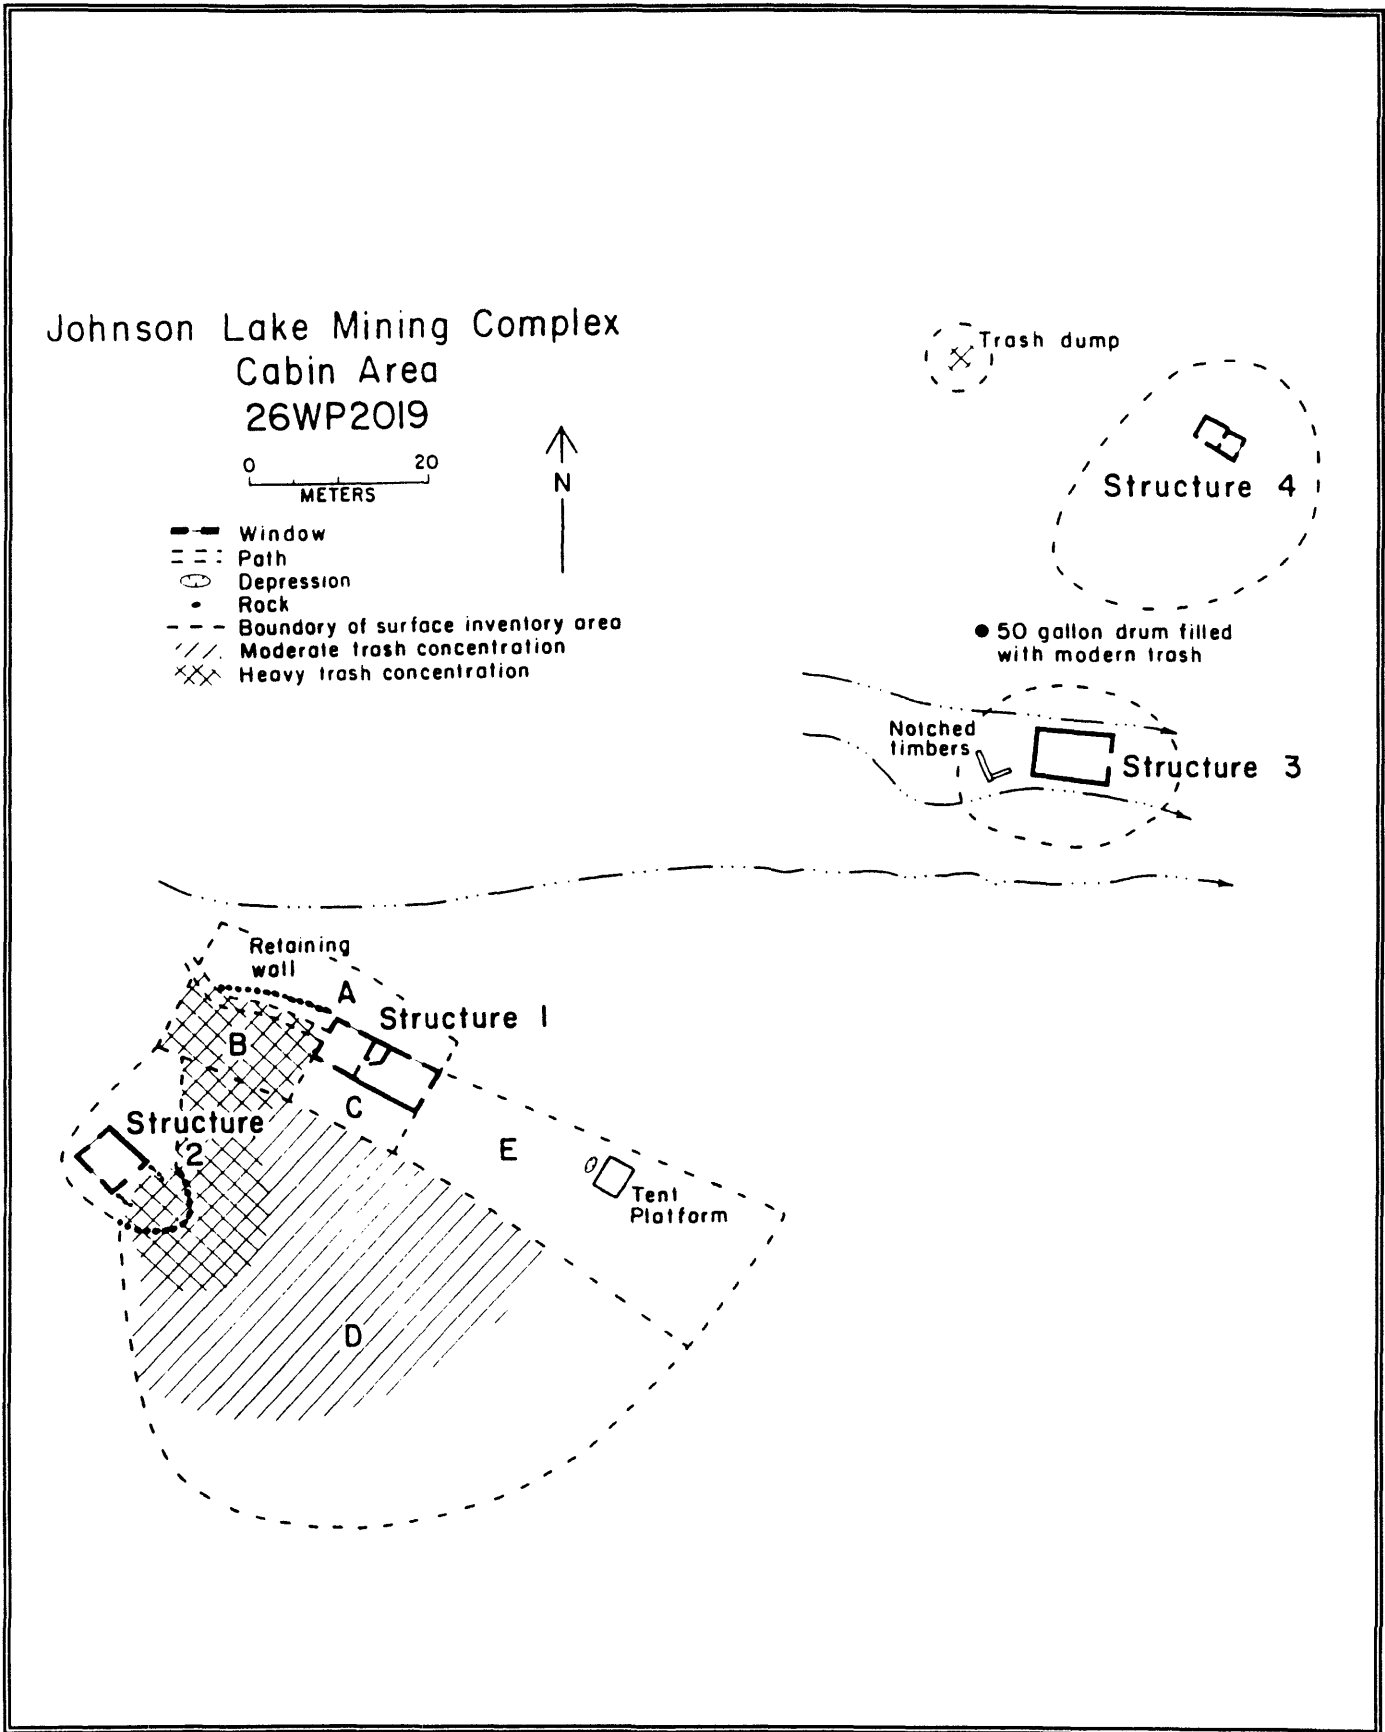 Johnson Lake Mining Complex
Cabin Area
26WP2019
0 20
METERS
N
Window
Path
Depression
Rock
Boundary of surface inventory area
Moderate trash concentration
Heavy trash concentration
Trash dump
Structure 4
50 gallon drum filled
with modern trash
Notched
timbers
Structure 3
Retaining
wall
A
Structure 1
B
C
Structure
2
E
Tent
Platform
D